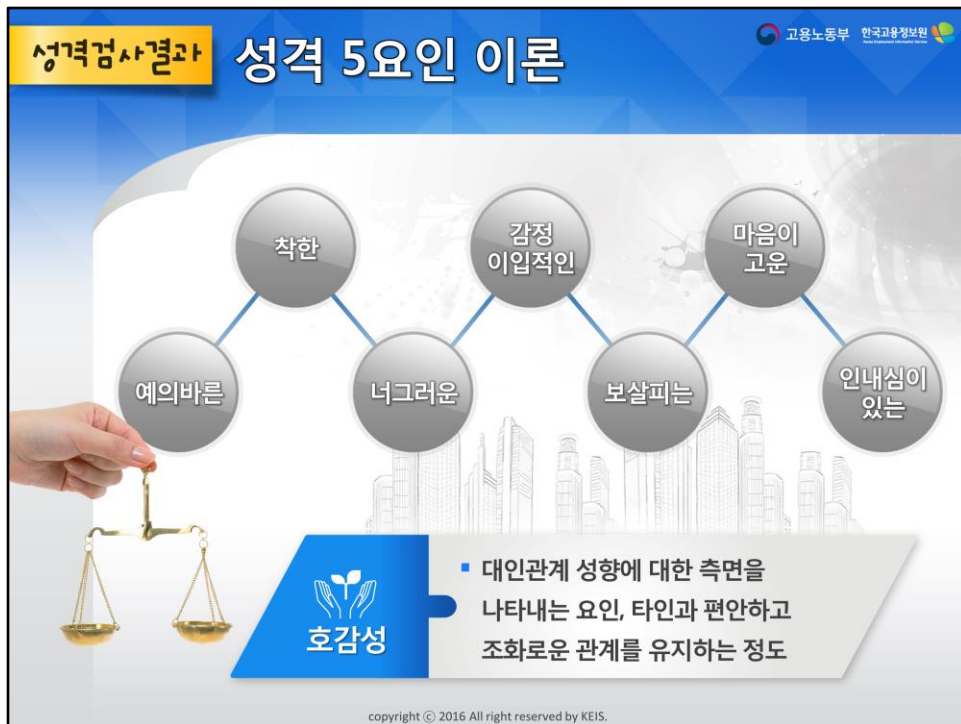 성격검사결과
성격 5요인 이론
고용노동부
한국고용정보원
Korea Employment Information Service
착한
감정
이입적인
마음이
고운
예의바른
너그러운
보살피는
인내심이
있는
호감성
▪ 대인관계 성향에 대한 측면을
나타내는 요인, 타인과 편안하고
조화로운 관계를 유지하는 정도
copyright ⓒ 2016 All right reserved by KEIS.